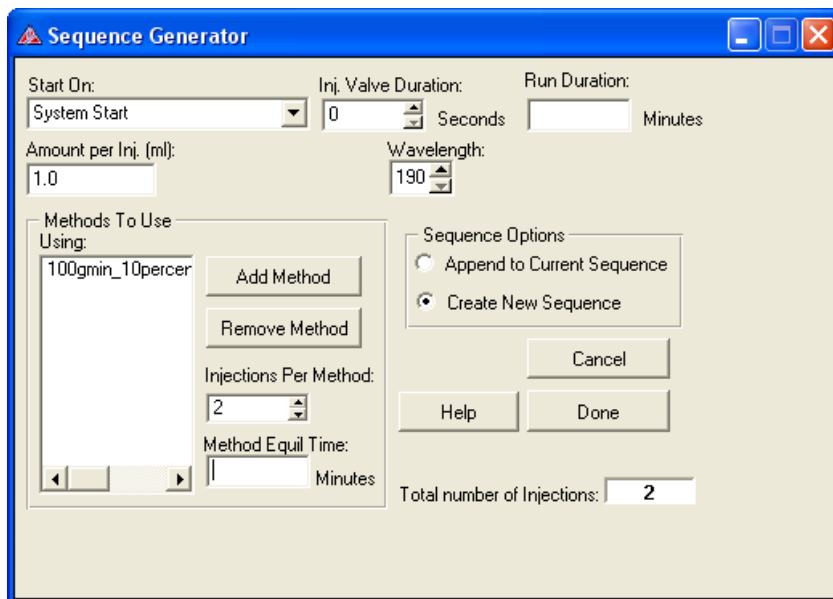 Sequence Generator
Start On:
System Start
Inj. Valve Duration:
0
Seconds
Run Duration:
Minutes
Amount per Inj. (ml):
1.0
Wavelength:
190
Methods To Use
Using:
100gmin_10percen
Add Method
Remove Method
Injections Per Method:
2
Method Equil Time:
Minutes
Sequence Options
Append to Current Sequence
Create New Sequence
Cancel
Help
Done
Total number of Injections:
2